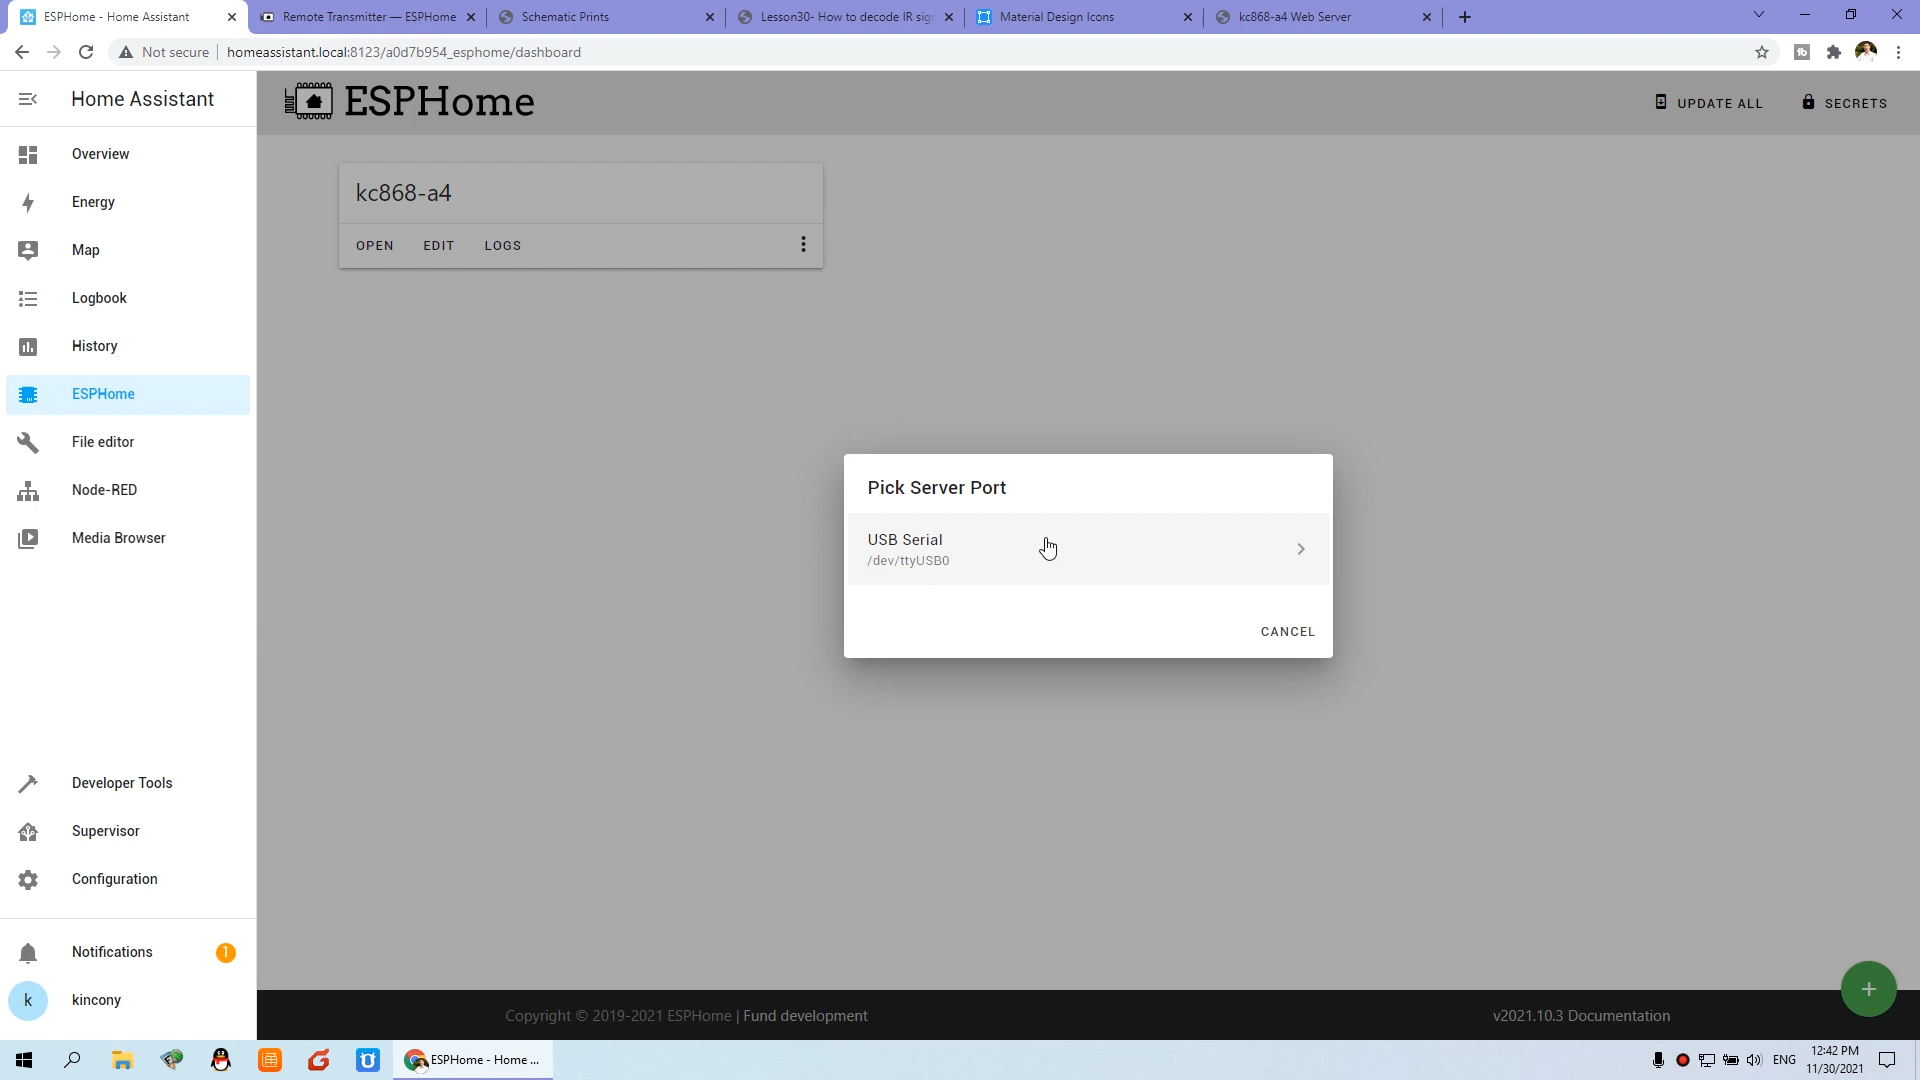 ESPHome - Home Assistant
Remote Transmitter — ESPHome
Schematic Prints
Lesson30- How to decode IR sig
Material Design Icons
kc868-a4 Web Server
Not secure
homeassistant.local:8123/a0d7b954_esphome/dashboard
Home Assistant
ESPHome
UPDATE ALL
SECRETS
Overview
Energy
Map
Logbook
History
ESPHome
File editor
Node-RED
Media Browser
kc868-a4
OPEN
EDIT
LOGS
Pick Server Port
USB Serial
/dev/ttyUSB0
CANCEL
Developer Tools
Supervisor
Configuration
Notifications
1
k
kincony
Copyright © 2019-2021 ESPHome | Fund development
v2021.10.3 Documentation
ESPHome - Home ...
ENG
12:42 PM
11/30/2021